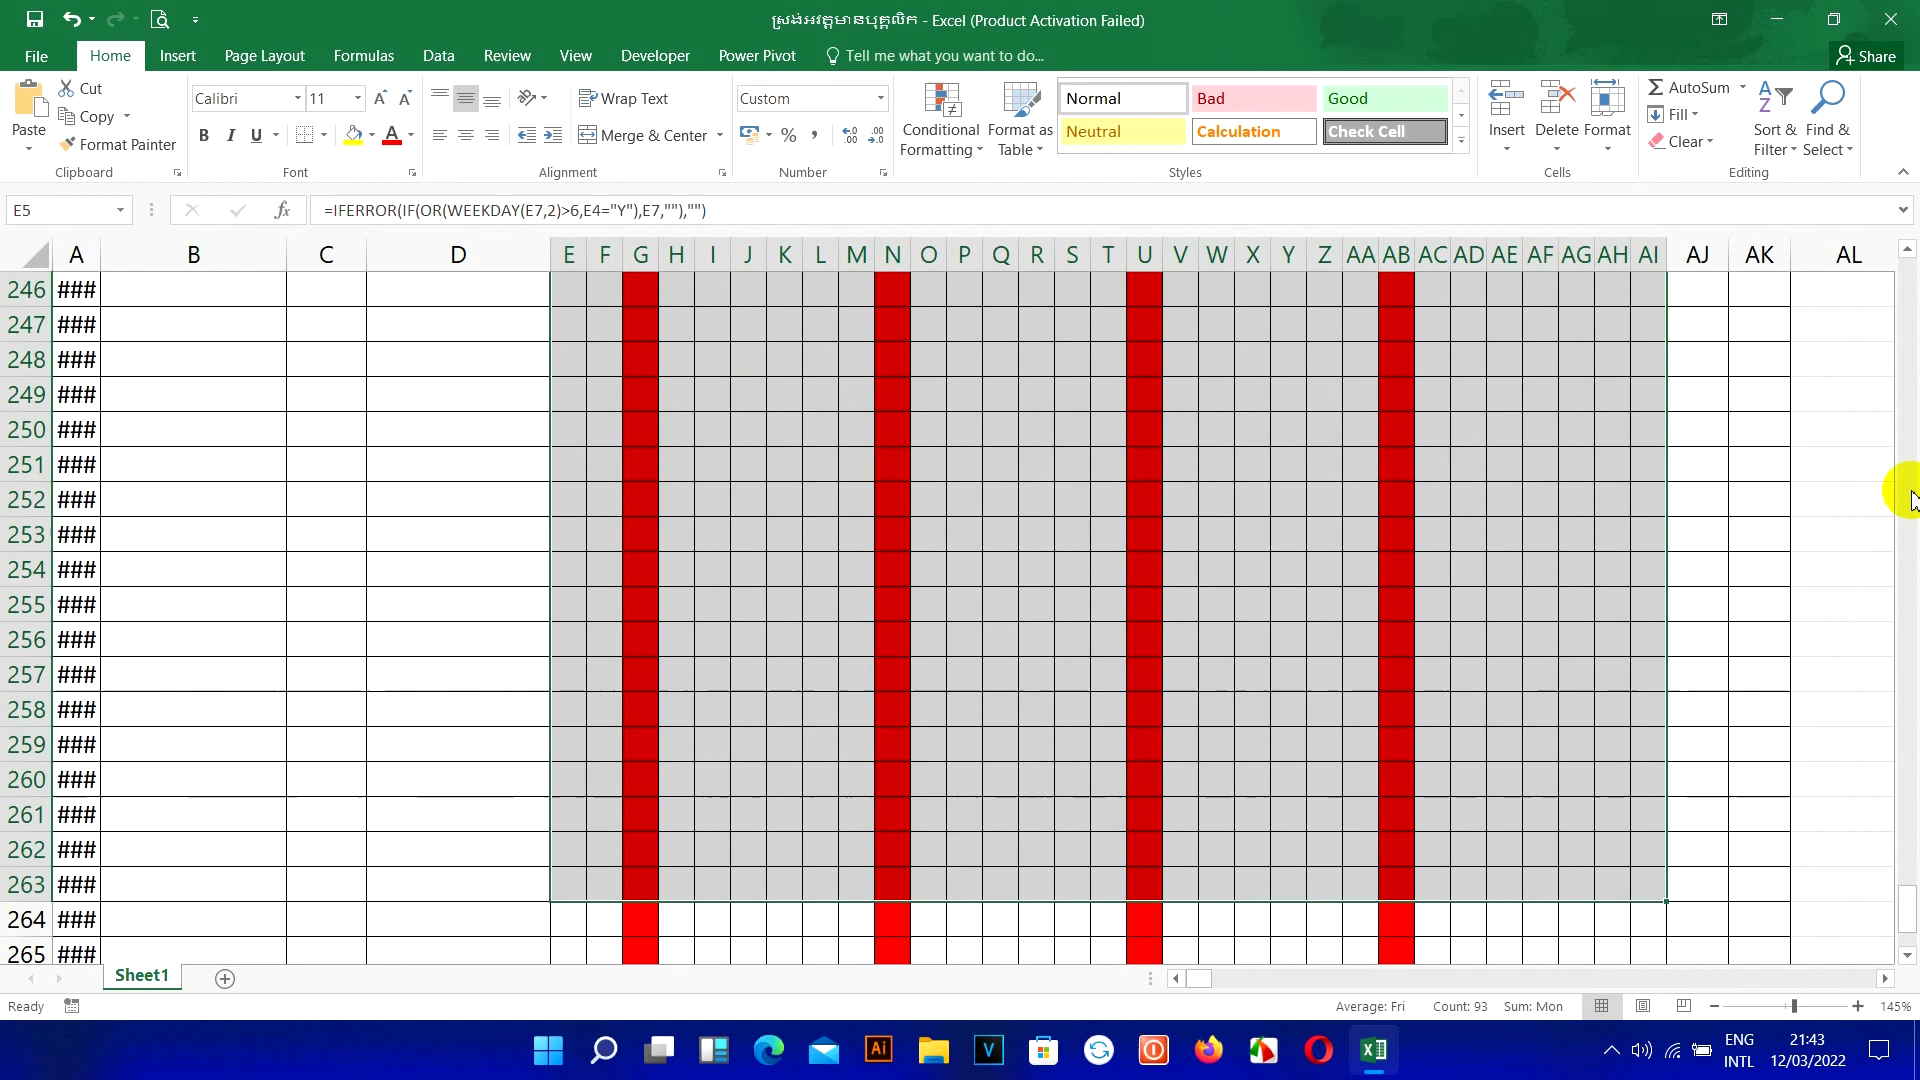 ស្រង់អវត្តមានបុគ្គលិក - Excel (Product Activation Failed)
File Home Insert Page Layout Formulas Data Review View Developer Power Pivot Tell me what you want to do... Share
Paste Cut Copy Format Painter
Calibri 11
B I U A
Wrap Text
Merge & Center
Custom
% ,
Conditional Formatting
Format as Table
Normal Bad Good
Neutral Calculation Check Cell
Insert Delete Format
AutoSum
Fill
Clear
Sort & Filter
Find & Select
Clipboard Font Alignment Number Styles Cells Editing
E5 fx =IFERROR(IF(OR(WEEKDAY(E7,2)>6,E4="Y"),E7,""),"")
A B C D E F G H I J K L M N O P Q R S T U V W X Y Z AA AB AC AD AE AF AG AH AI AJ AK AL
246 ###
247 ###
248 ###
249 ###
250 ###
251 ###
252 ###
253 ###
254 ###
255 ###
256 ###
257 ###
258 ###
259 ###
260 ###
261 ###
262 ###
263 ###
264 ###
265 ###
Sheet1
Ready Average: Fri Count: 93 Sum: Mon 145%
Ai V
ENG INTL
21:43
12/03/2022